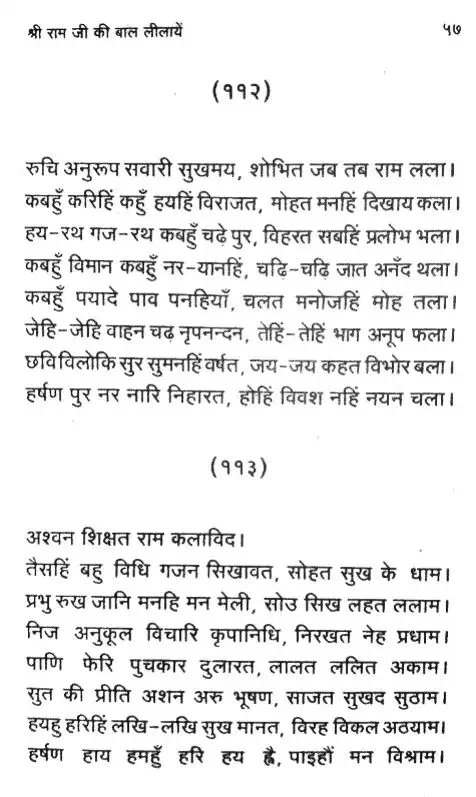 श्री राम जी की बाल लीलायें ५७
(११२)
रुचि अनुरूप सवारी सुखमय, शोभित जब तब राम लला।
कबहुँ करिहिं कहुँ हयहिं विराजत, मोहत मनहिं दिखाय कला।
हय-रथ गज-रथ कबहुँ चढ़े पुर, विहरत सबहिं प्रलोभ भला।
कबहुँ विमान कबहुँ नर-यानहिं, चढ़ि-चढ़ि जात अनँद थला।
कबहुँ पयादे पाव पनहियाँ, चलत मनोजहिं मोह तला।
जेहि-जेहि वाहन चढ़ नृपनन्दन, तेहिं-तेहिं भाग अनूप फला।
छवि विलोकि सुर सुमनहिं वर्षत, जय-जय कहत विभोर बला।
हर्षण पुर नर नारि निहारत, होहिं विवश नहिं नयन चला।
(११३)
अश्वन शिक्षत राम कलाविद।
तैसहिं बहु विधि गजन सिखावत, सोहत सुख के धाम।
प्रभु रुख जानि मनहि मन मेली, सोउ सिख लहत ललाम।
निज अनुकूल विचारि कृपानिधि, निरखत नेह प्रधाम।
पाणि फेरि पुचकार दुलारत, लालत ललित अकाम।
सुत की प्रीति अशन अरु भूषण, साजत सुखद सुठाम।
हयहु हरिहिं लखि-लखि सुख मानत, विरह विकल अठयाम।
हर्षण हाय हमहुँ हरि हय ह्वै, पाइहौं मन विश्राम।